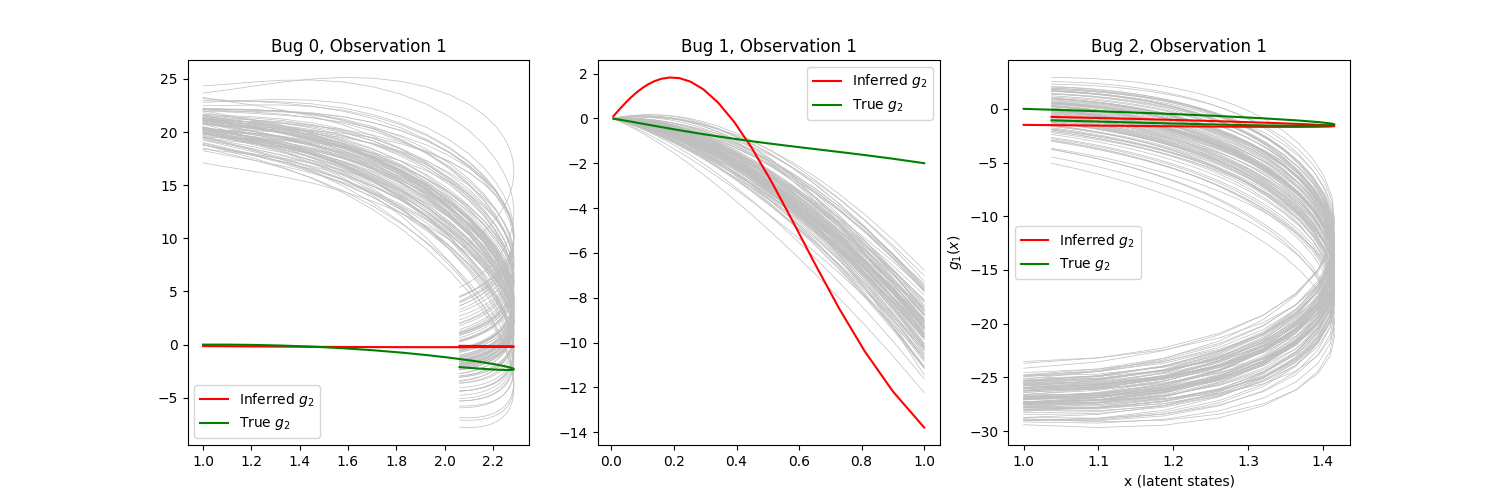 Bug 0, Observation 1
25
20
15
10
5
0
−5
1.0 1.2 1.4 1.6 1.8 2.0 2.2
Inferred g₂
True g₂
Bug 1, Observation 1
2
0
−2
−4
−6
−8
−10
−12
−14
0.0 0.2 0.4 0.6 0.8 1.0
Inferred g₂
True g₂
Bug 2, Observation 1
g₁(x)
0
−5
−10
−15
−20
−25
−30
1.0 1.1 1.2 1.3 1.4
x (latent states)
Inferred g₂
True g₂